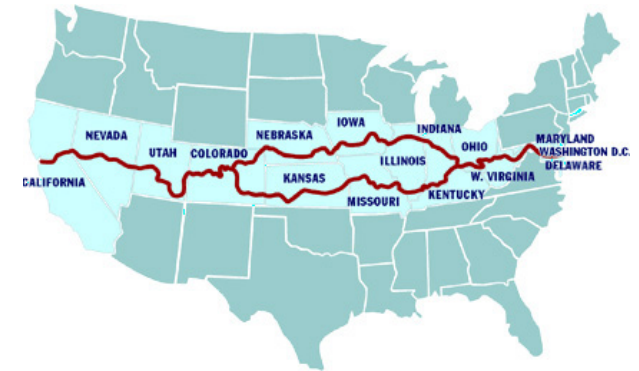 NEVADA
UTAH
COLORADO
CALIFORNIA
NEBRASKA
IOWA
KANSAS
MISSOURI
ILLINOIS
INDIANA
OHIO
KENTUCKY
W. VIRGINIA
MARYLAND
WASHINGTON D.C.
DELAWARE